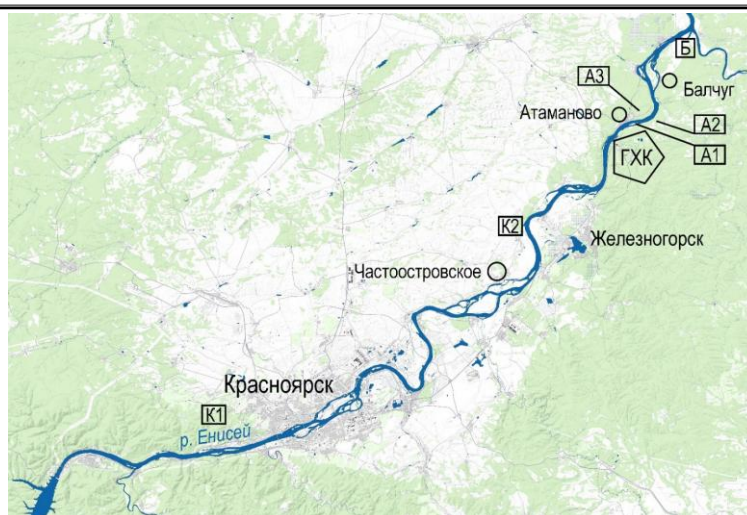 Б
А3
Балчуг
Атаманово
А2
А1
ГХК
К2
Железногорск
Частоостровское
Красноярск
К1
р. Енисей